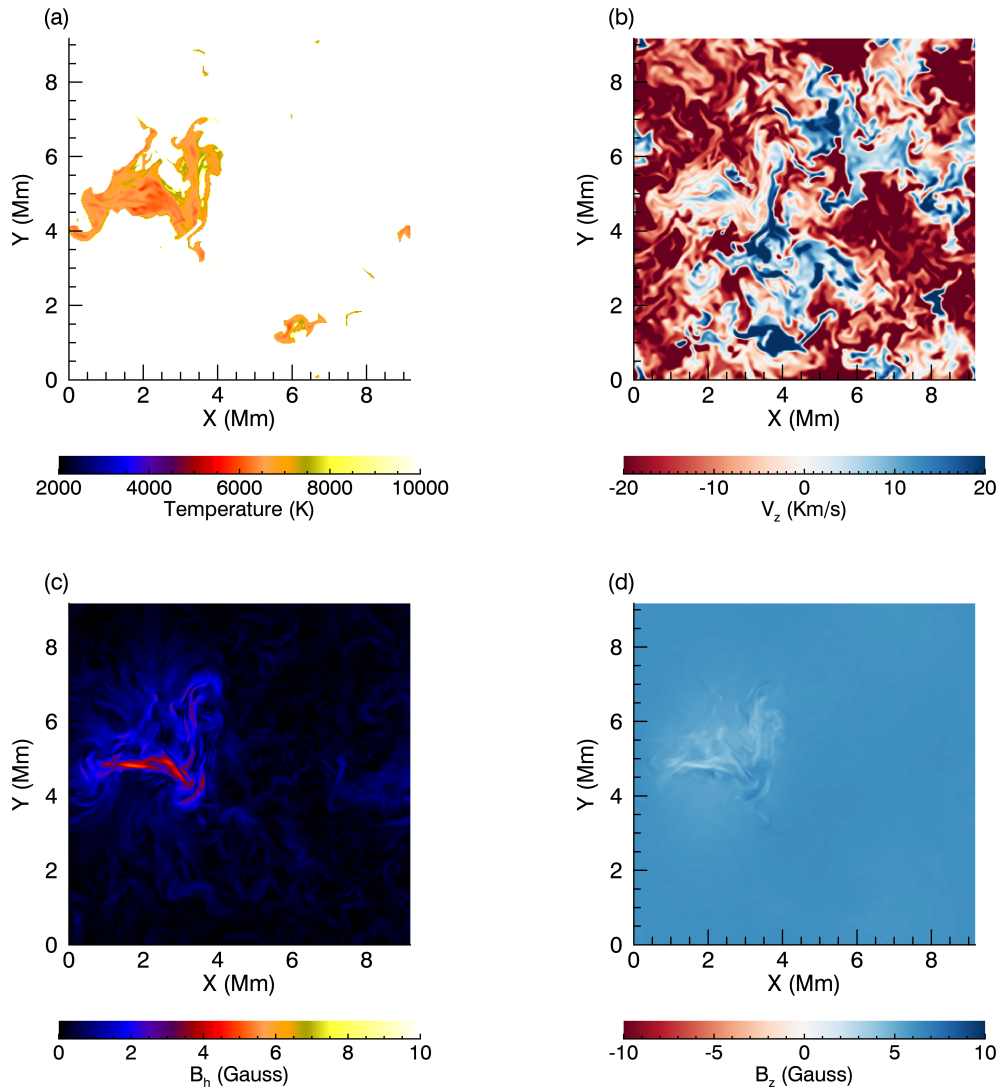 (a)
(b)
Y (Mm)
8
6
4
2
0
0 2 4 6 8
X (Mm)
Y (Mm)
8
6
4
2
0
0 2 4 6 8
X (Mm)
2000 4000 6000 8000 10000
Temperature (K)
-20 -10 0 10 20
V_z (Km/s)
(c)
(d)
Y (Mm)
8
6
4
2
0
0 2 4 6 8
X (Mm)
Y (Mm)
8
6
4
2
0
0 2 4 6 8
X (Mm)
0 2 4 6 8 10
B_h (Gauss)
-10 -5 0 5 10
B_z (Gauss)